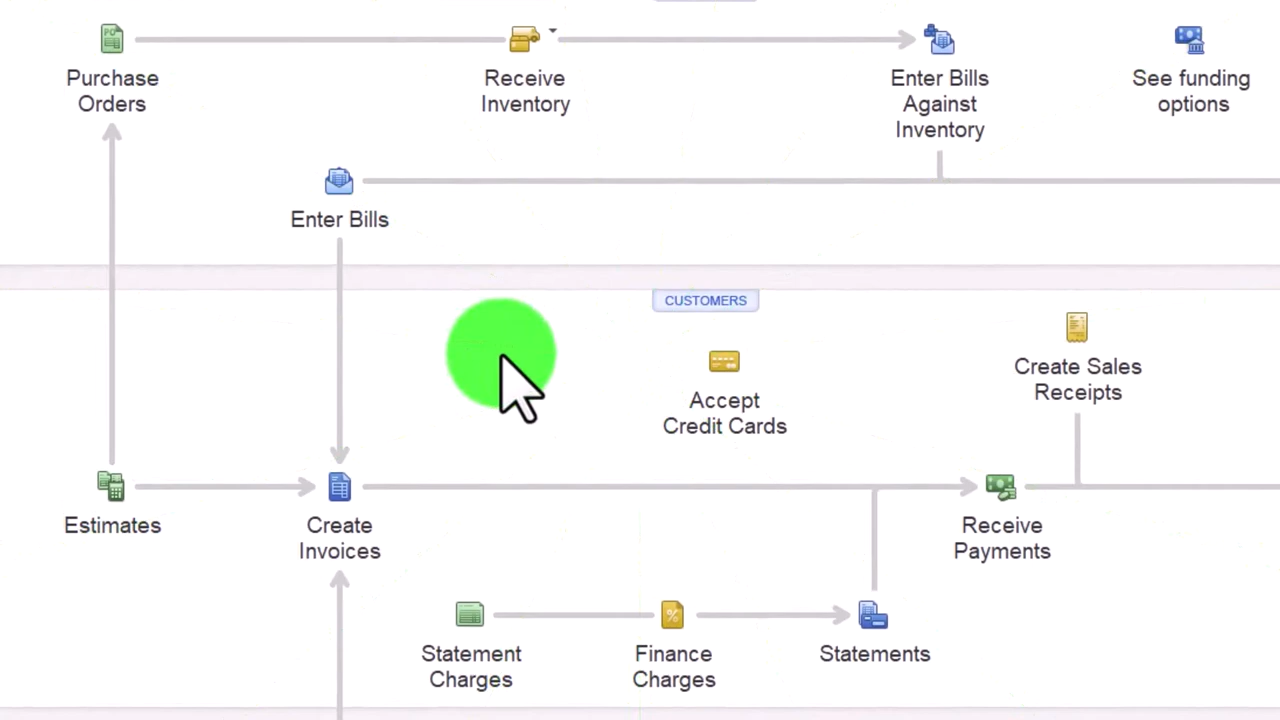 Purchase
Orders
Receive
Inventory
Enter Bills
Against
Inventory
See funding
options
Enter Bills
CUSTOMERS
Create Sales
Receipts
Accept
Credit Cards
Estimates
Create
Invoices
Receive
Payments
Statement
Charges
Finance
Charges
Statements